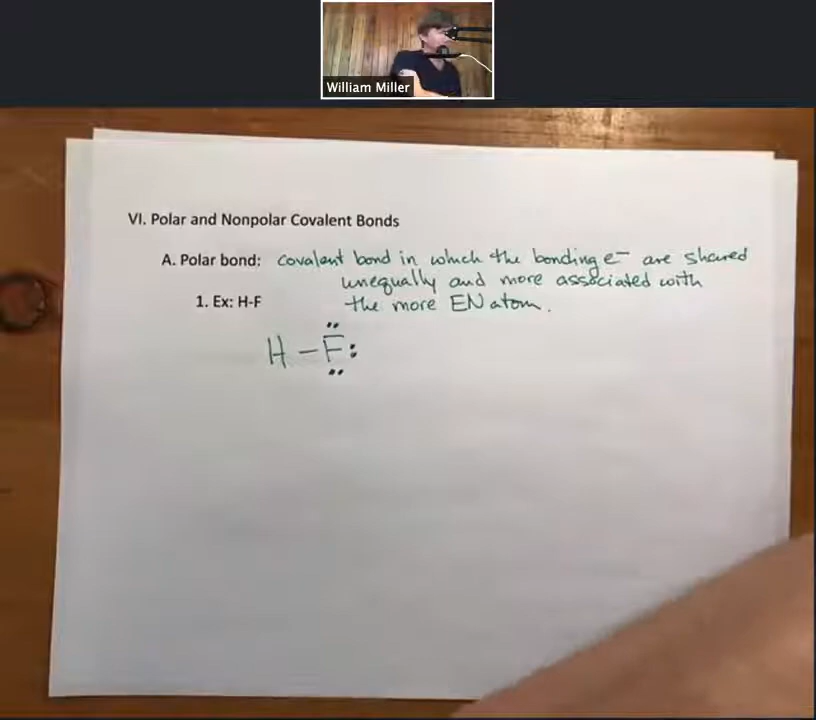 William Miller
VI. Polar and Nonpolar Covalent Bonds
A. Polar bond: covalent bond in which the bonding e⁻ are shared
unequally and more associated with
1. Ex: H-F the more EN atom.
H – F: